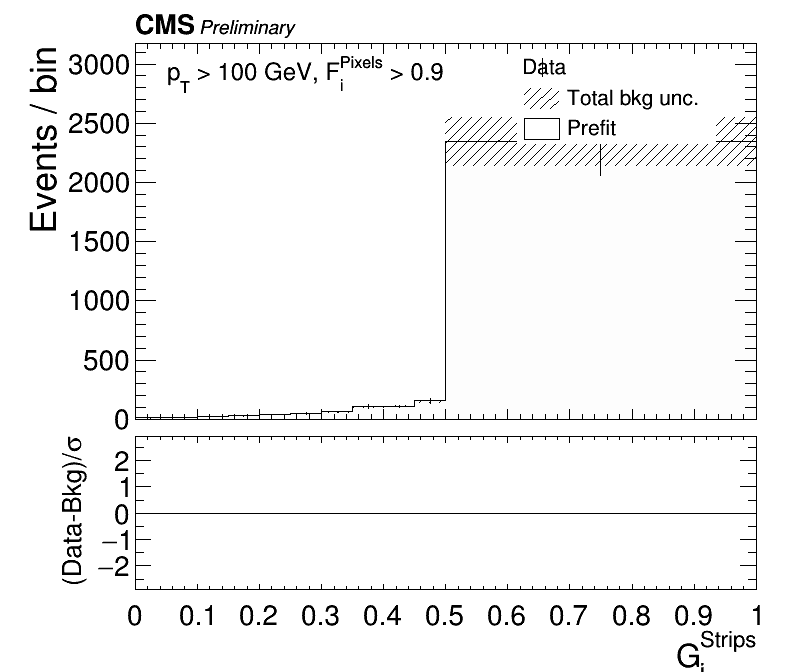 CMS Preliminary
Events / bin
3000
2500
2000
1500
1000
500
0
p_T > 100 GeV, F_i^Pixels > 0.9
Data
Total bkg unc.
Prefit
(Data-Bkg)/σ
2
1
0
−1
−2
0 0.1 0.2 0.3 0.4 0.5 0.6 0.7 0.8 0.9 1
G_i^Strips